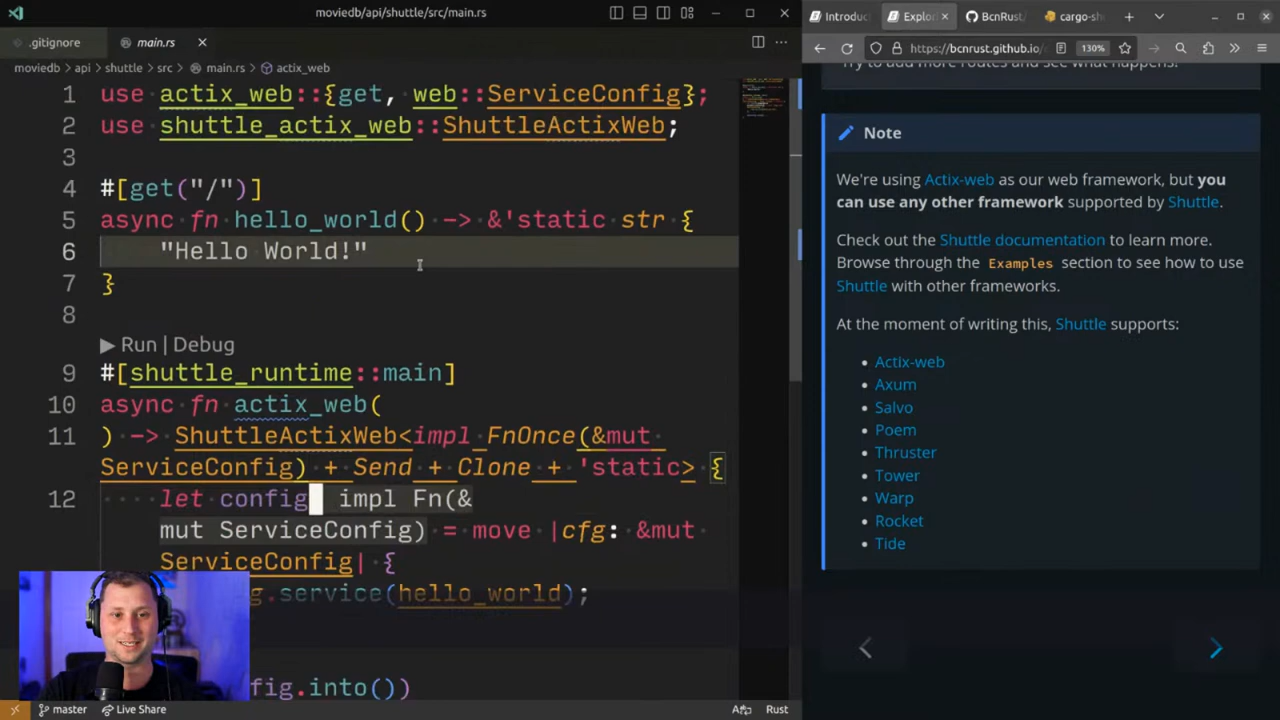 moviedb/api/shuttle/src/main.rs
.gitignore
main.rs
moviedb > api > shuttle > src > main.rs > actix_web
1 use actix_web::{get, web::ServiceConfig};
2 use shuttle_actix_web::ShuttleActixWeb;
3
4 #[get("/")]
5 async fn hello_world() -> &'static str {
6 "Hello World!"
7 }
8
▶ Run | Debug
9 #[shuttle_runtime::main]
10 async fn actix_web(
11 ) -> ShuttleActixWeb<impl FnOnce(&mut
ServiceConfig) + Send + Clone + 'static> {
12 let config impl Fn(&
mut ServiceConfig) = move |cfg: &mut
ServiceConfig| {
g.service(hello_world);
fig.into())
master Live Share
Rust
Introduc
Explor
BcnRust/
cargo-sh
https://bcnrust.github.io/
130%
Try to add more routes and see what happens!
Note
We're using Actix-web as our web framework, but you
can use any other framework supported by Shuttle.
Check out the Shuttle documentation to learn more.
Browse through the Examples section to see how to use
Shuttle with other frameworks.
At the moment of writing this, Shuttle supports:
• Actix-web
• Axum
• Salvo
• Poem
• Thruster
• Tower
• Warp
• Rocket
• Tide